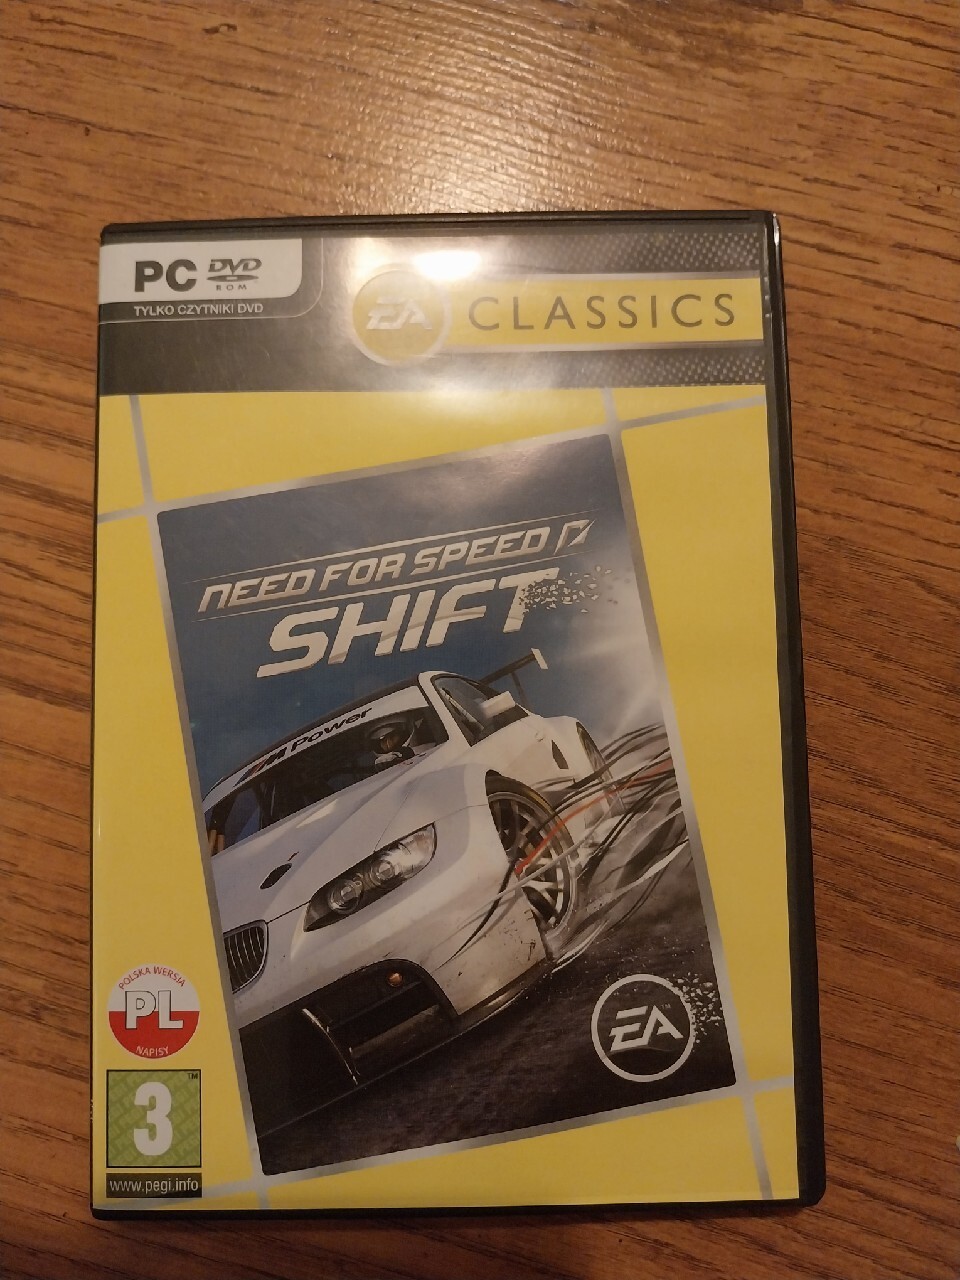 PC DVD
ROM
TYLKO CZYTNIKI DVD
EA CLASSICS
NEED FOR SPEED
SHIFT
M Power
EA
POLSKA WERSJA
PL
NAPISY
3™
www.pegi.info